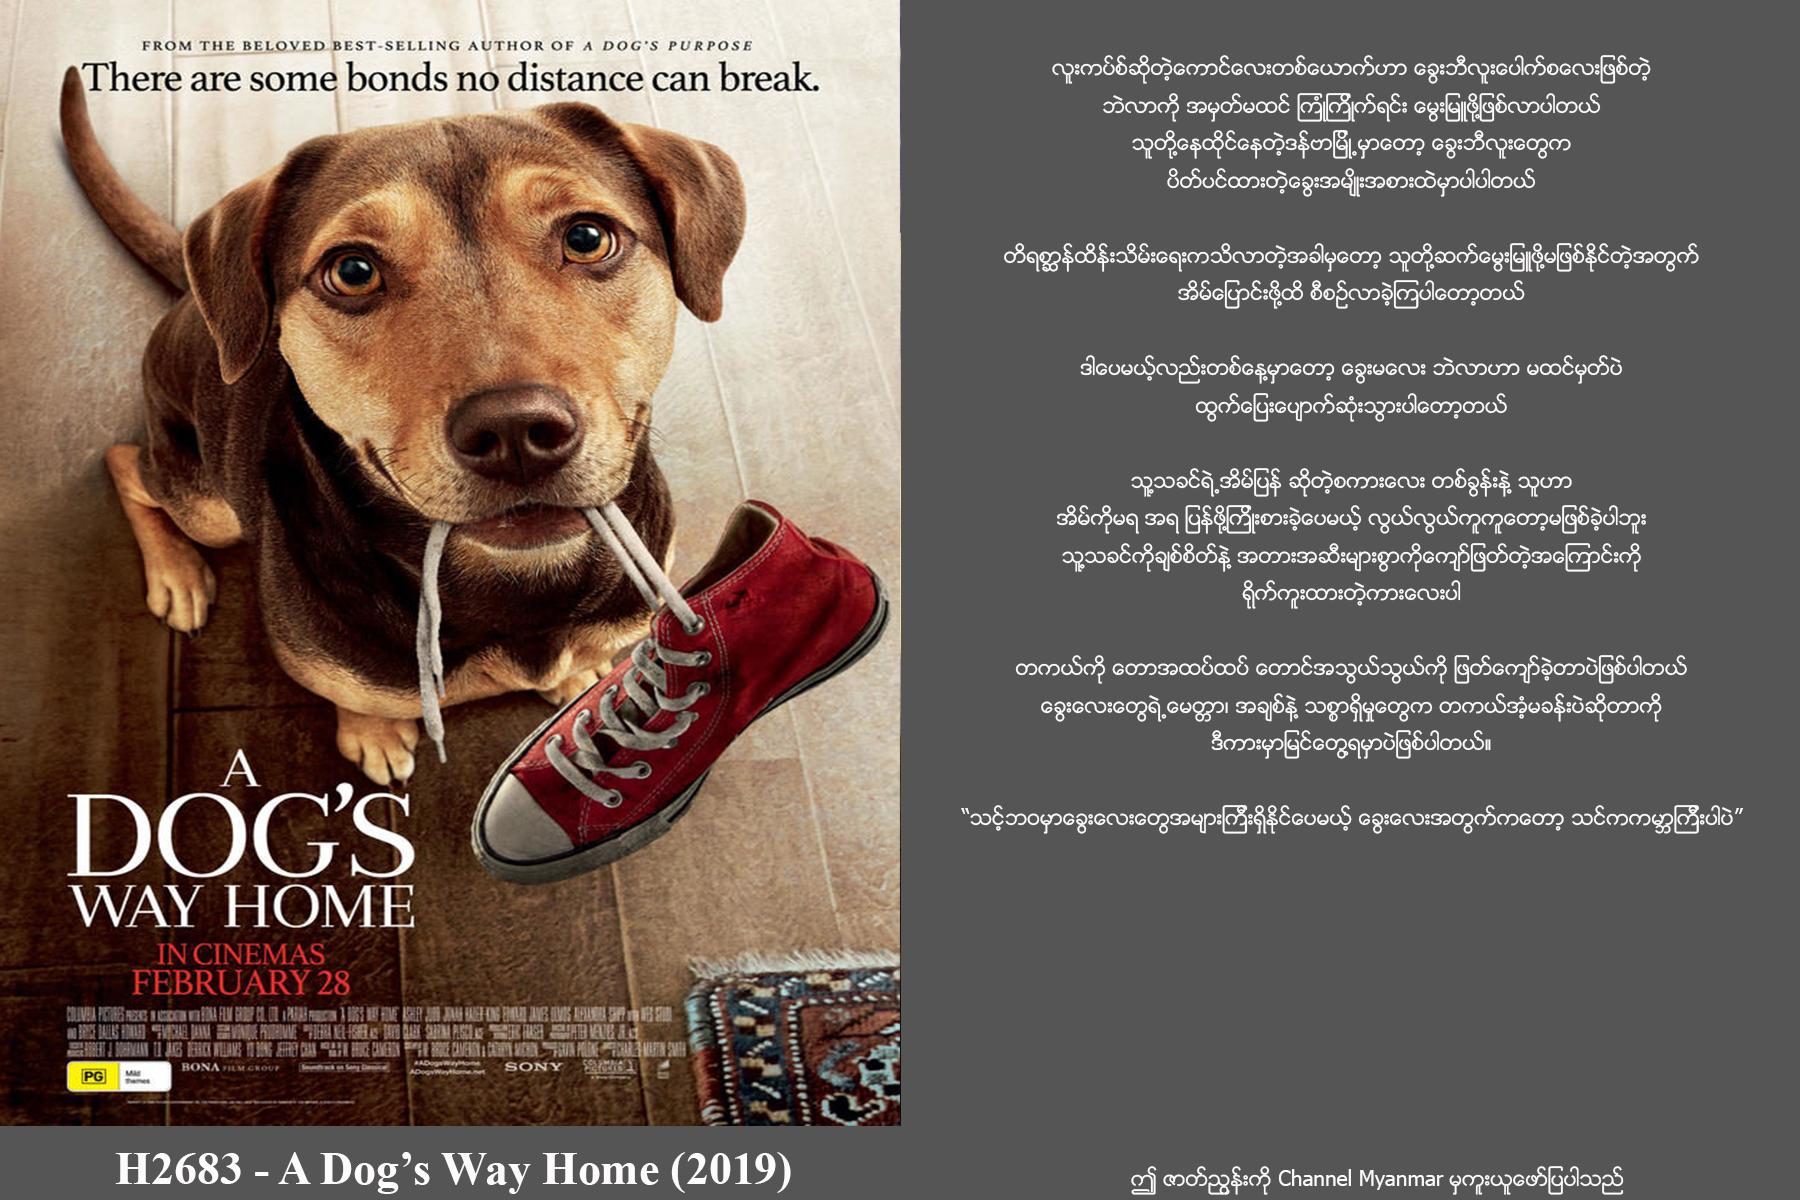 FROM THE BELOVED BEST-SELLING AUTHOR OF A DOG'S PURPOSE
There are some bonds no distance can break.
A
DOG'S
WAY HOME
IN CINEMAS
FEBRUARY 28
PG Mild themes
BONA FILM GROUP
Soundtrack on Sony Classical
#ADogsWayHome
ADogsWayHome.net
SONY
COLUMBIA PICTURES
H2683 - A Dog's Way Home (2019)
လူးကပ်စ်ဆိုတဲ့ကောင်လေးတစ်ယောက်ဟာ ခွေးဘီလူးပေါက်စလေးဖြစ်တဲ့
ဘဲလာကို အမှတ်မထင် ကြုံကြိုက်ရင်း မွေးမြူဖို့ဖြစ်လာပါတယ်
သူတို့နေထိုင်နေတဲ့ဒန်ဗာမြို့မှာတော့ ခွေးဘီလူးတွေက
ပိတ်ပင်ထားတဲ့ခွေးအမျိုးအစားထဲမှာပါပါတယ်
တိရစ္ဆာန်ထိန်းသိမ်းရေးကသိလာတဲ့အခါမှတော့ သူတို့ဆက်မွေးမြူဖို့မဖြစ်နိုင်တဲ့အတွက်
အိမ်ပြောင်းဖို့ထိ စီစဉ်လာခဲ့ကြပါတော့တယ်
ဒါပေမယ့်လည်းတစ်နေ့မှာတော့ ခွေးမလေး ဘဲလာဟာ မထင်မှတ်ပဲ
ထွက်ပြေးပျောက်ဆုံးသွားပါတော့တယ်
သူ့သခင်ရဲ့အိမ်ပြန် ဆိုတဲ့စကားလေး တစ်ခွန်းနဲ့ သူဟာ
အိမ်ကိုမရ အရ ပြန်ဖို့ကြိုးစားခဲ့ပေမယ့် လွယ်လွယ်ကူကူတော့မဖြစ်ခဲ့ပါဘူး
သူ့သခင်ကိုချစ်စိတ်နဲ့ အတားအဆီးများစွာကိုကျော်ဖြတ်တဲ့အကြောင်းကို
ရိုက်ကူးထားတဲ့ကားလေးပါ
တကယ်ကို တောအထပ်ထပ် တောင်အသွယ်သွယ်ကို ဖြတ်ကျော်ခဲ့တာပဲဖြစ်ပါတယ်
ခွေးလေးတွေရဲ့မေတ္တာ၊ အချစ်နဲ့ သစ္စာရှိမှုတွေက တကယ်အံ့မခန်းပဲဆိုတာကို
ဒီကားမှာမြင်တွေ့ရမှာပဲဖြစ်ပါတယ်။
“သင့်ဘဝမှာခွေးလေးတွေအများကြီးရှိနိုင်ပေမယ့် ခွေးလေးအတွက်ကတော့ သင်ကကမ္ဘာကြီးပါပဲ”
ဤ ဇာတ်ညွှန်းကို Channel Myanmar မှကူးယူဖော်ပြပါသည်